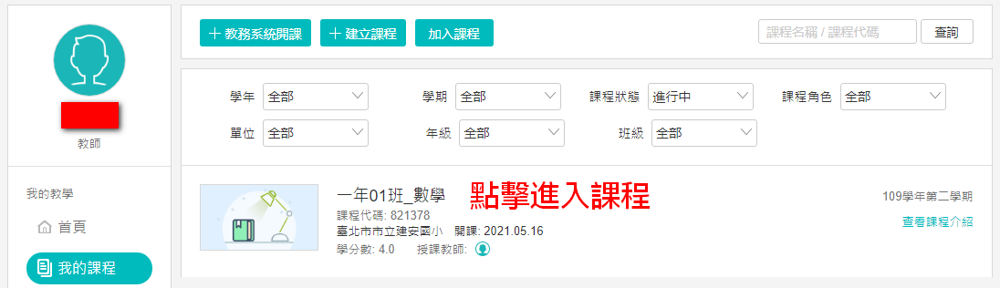 教師
我的教學
首頁
我的課程
教務系統開課 建立課程 加入課程 課程名稱 / 課程代碼 查詢
學年 全部 學期 全部 課程狀態 進行中 課程角色 全部
單位 全部 年級 全部 班級 全部
一年01班_數學 點擊進入課程 109學年第二學期
課程代碼: 821378 查看課程介紹
臺北市市立建安國小 開課: 2021.05.16
學分數: 4.0 授課教師: